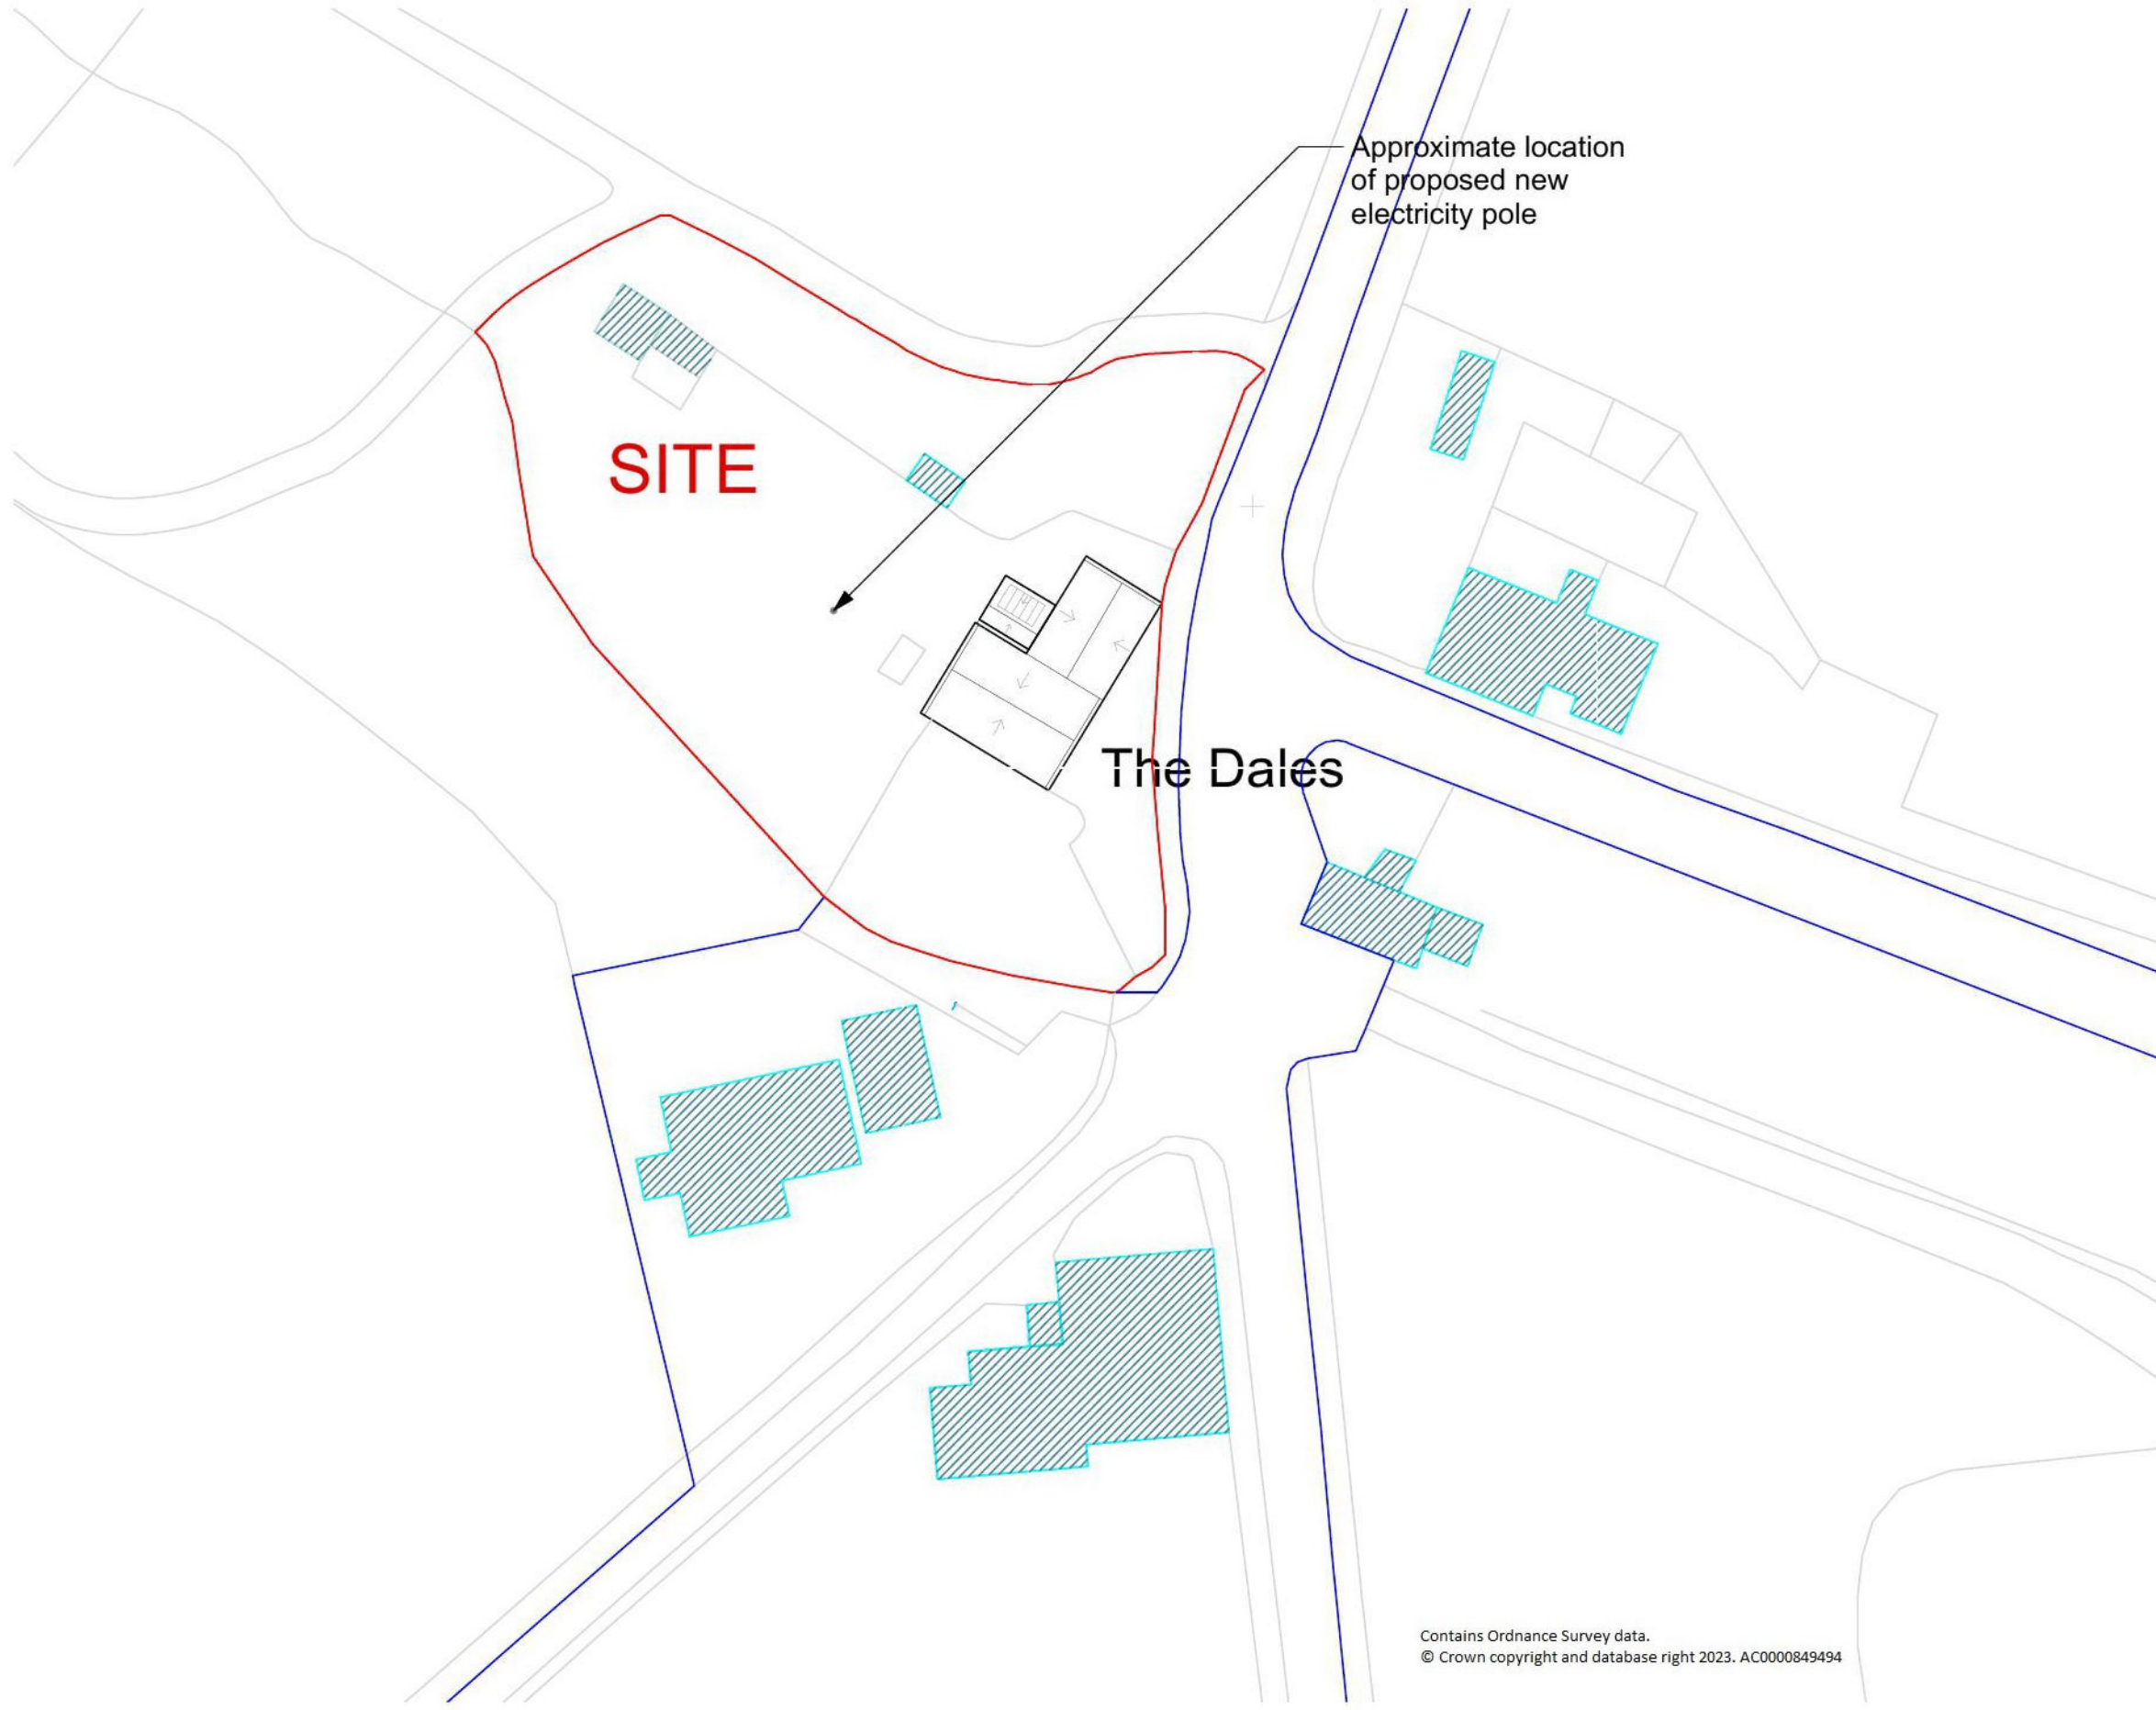 Approximate location
of proposed new
electricity pole
SITE
The Dales
Contains Ordnance Survey data.
© Crown copyright and database right 2023. AC0000849494